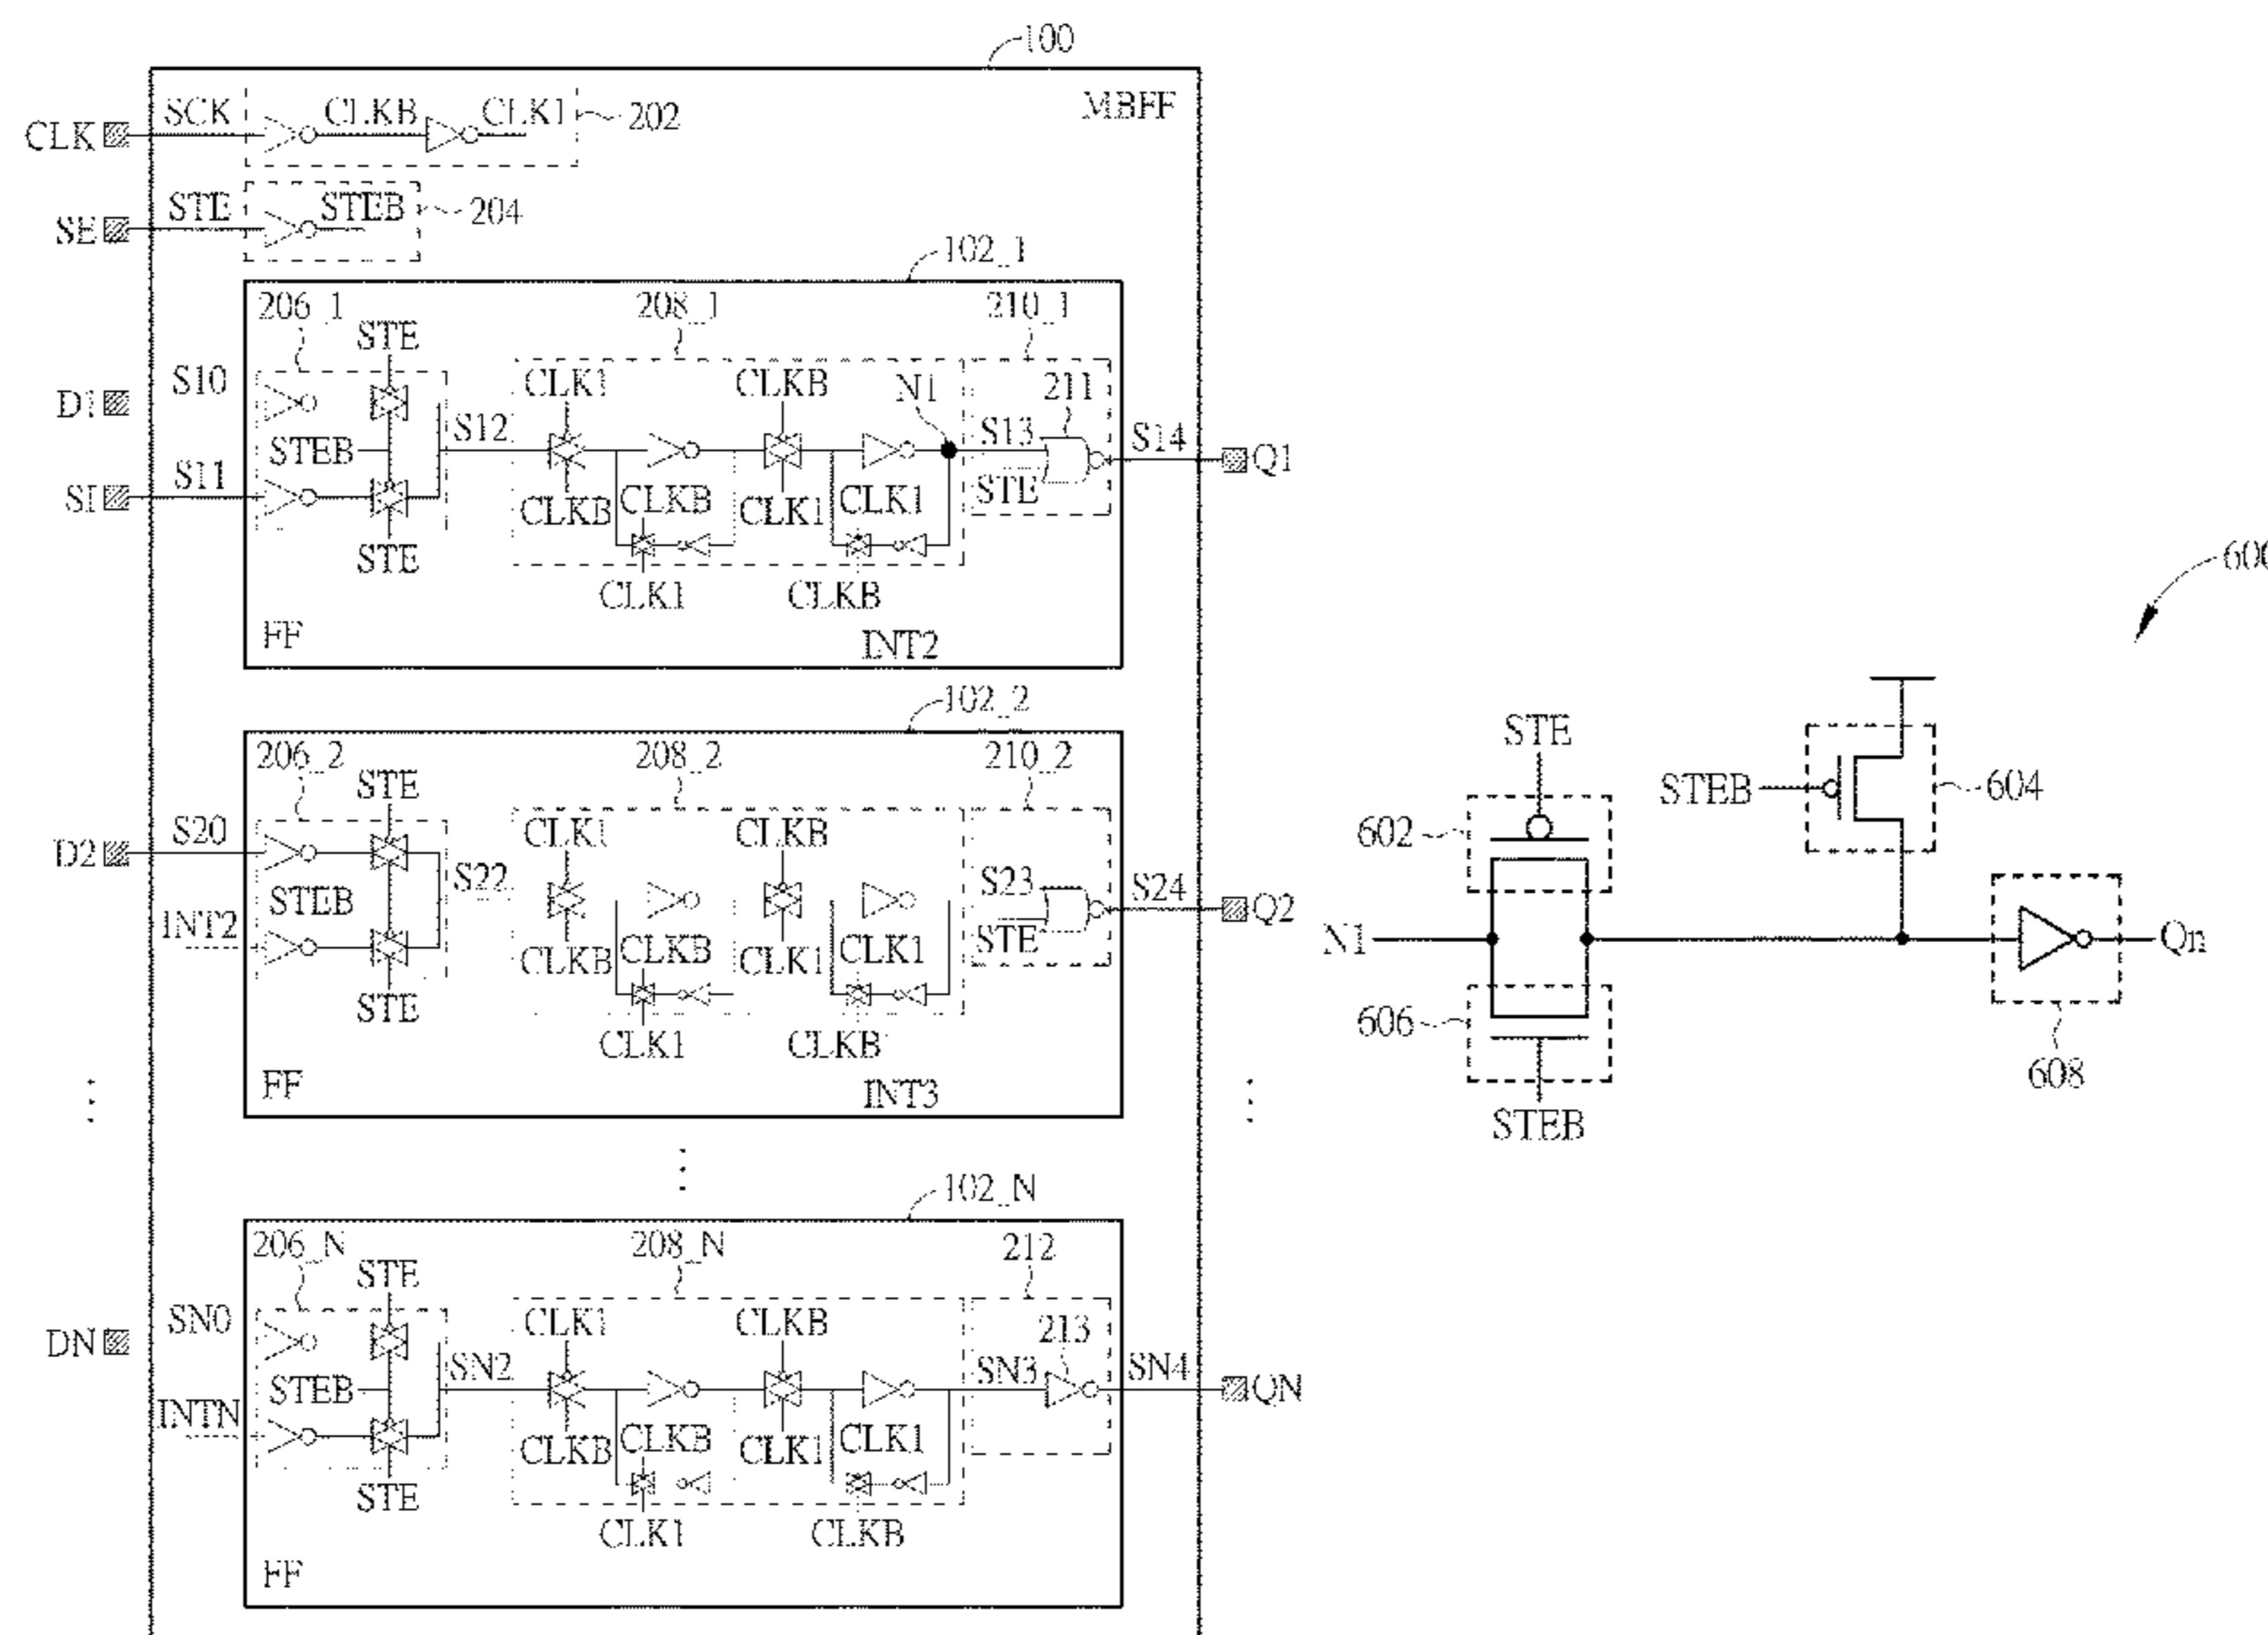 100
MBFF
CLK
SCK
CLKB
CLK1
202
SE
STE
STEB
204
102_1
206_1
208_1
210_1
STE
S10
D1
CLK1
CLKB
N1
211
S12
S13
S14
Q1
STEB
S11
SI
STE
CLKB
CLKB
CLK1
CLK1
STE
CLK1
CLKB
FF
INT2
102_2
206_2
208_2
210_2
STE
D2
S20
CLK1
CLKB
S22
S23
S24
Q2
STEB
INT2
STE
CLKB
CLKB
CLK1
CLK1
STE
CLK1
CLKB
FF
INT3
102_N
206_N
208_N
212
STE
DN
SN0
CLK1
CLKB
213
SN2
SN3
SN4
QN
STEB
INTN
CLKB
CLKB
CLK1
CLK1
STE
CLK1
CLKB
FF
STE
602
STEB
604
N1
Qn
606
608
STEB